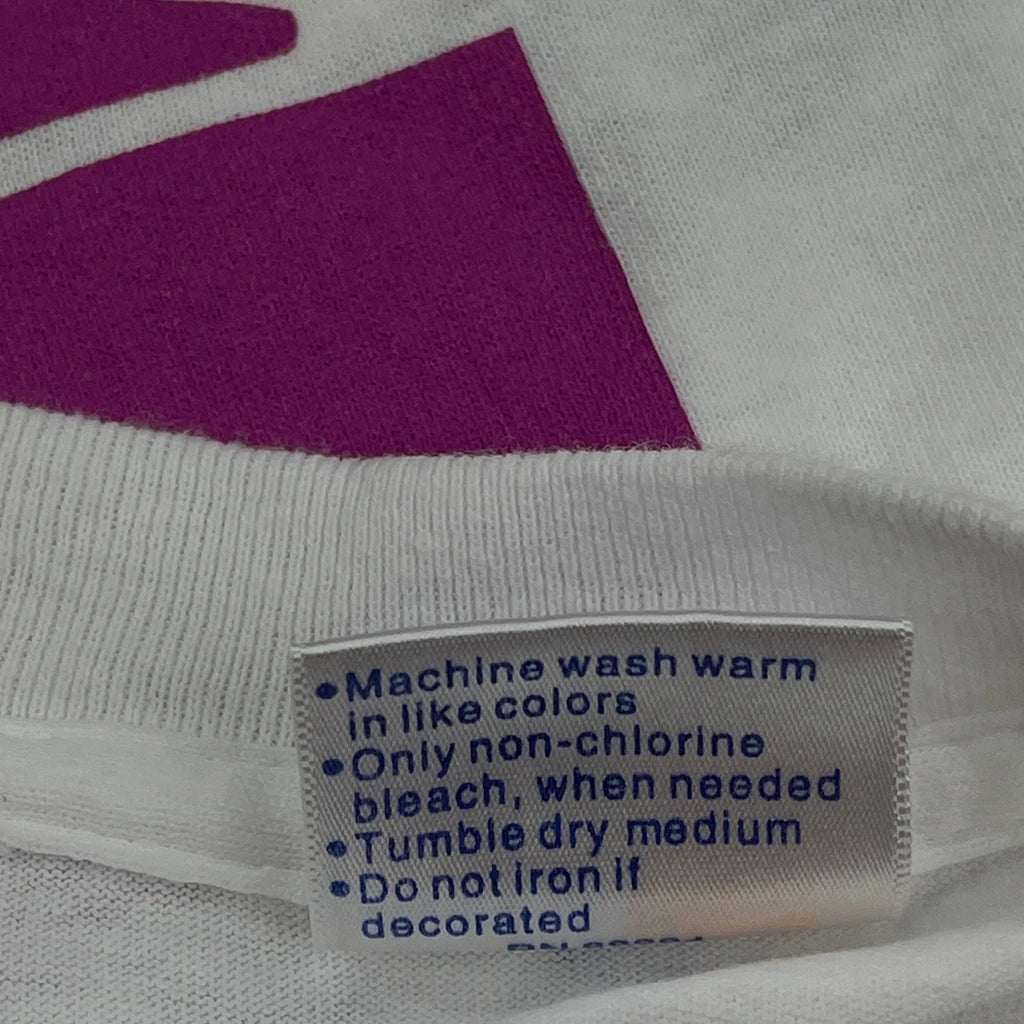 •Machine wash warm
in like colors
•Only non-chlorine
bleach, when needed
•Tumble dry medium
•Do not iron if
decorated
RN